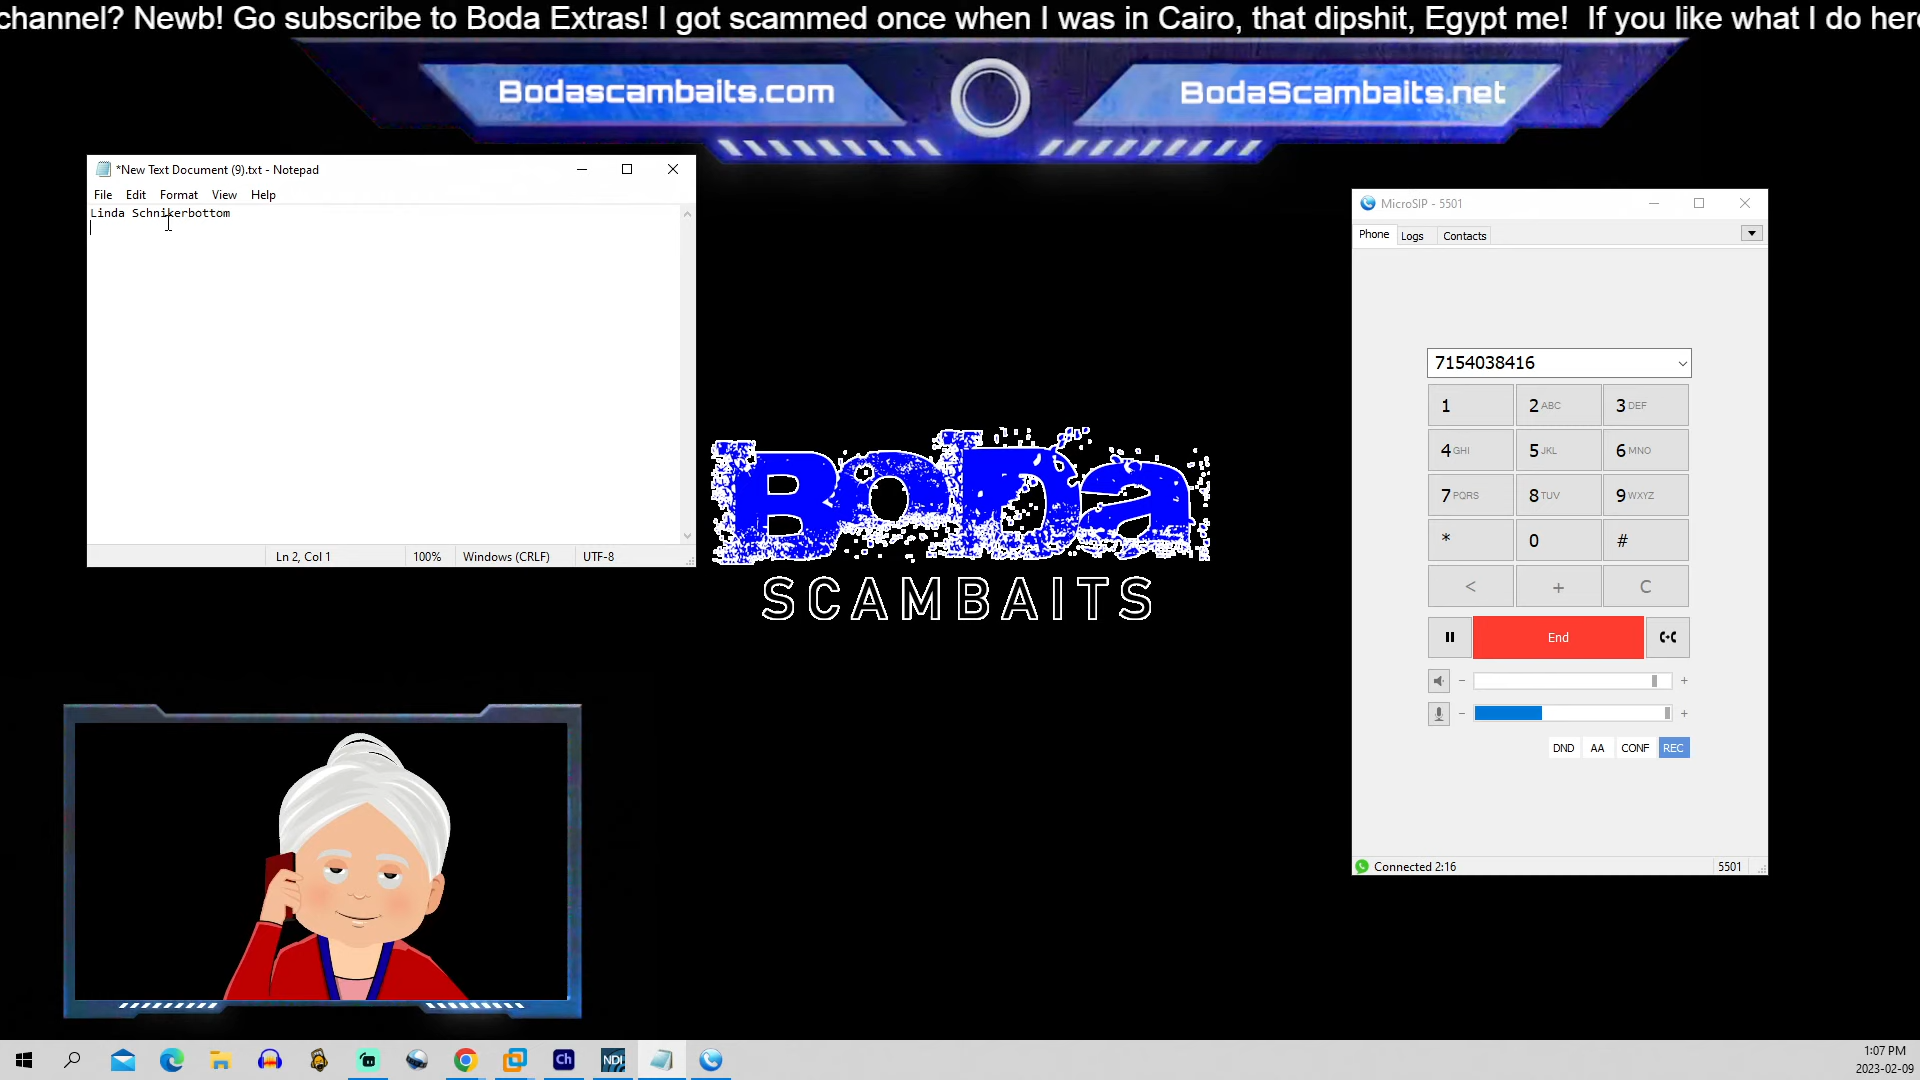 channel? Newb! Go subscribe to Boda Extras! I got scammed once when I was in Cairo, that dipshit, Egypt me!  If you like what I do here
Bodascambaits.com
BodaScambaits.net
*New Text Document (9).txt - Notepad
File Edit Format View Help
Linda Schnikerbottom
Ln 2, Col 1
100%
Windows (CRLF)
UTF-8
MicroSIP - 5501
Phone Logs Contacts
7154038416
1 2 ABC 3 DEF
4 GHI 5 JKL 6 MNO
7 PQRS 8 TUV 9 WXYZ
* 0 #
< + C
End
- +
- +
DND AA CONF REC
Connected 2:16
5501
BoDa
SCAMBAITS
Ch
NDI
1:07 PM
2023-02-09